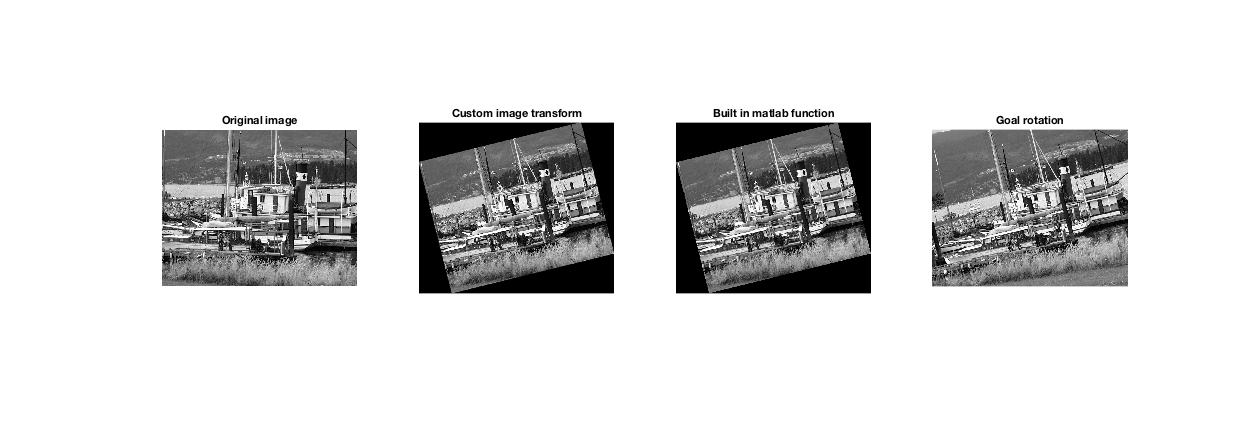 Original image
Custom image transform
Built in matlab function
Goal rotation